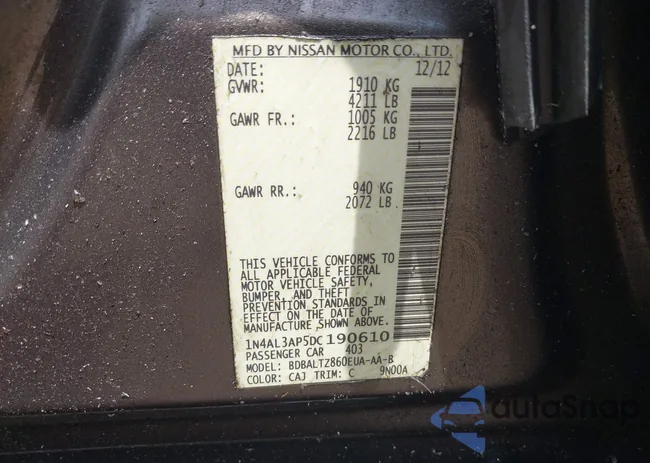 MFD BY NISSAN MOTOR CO., LTD.
DATE: 12/12
GVWR: 1910 KG
4211 LB
GAWR FR.: 1005 KG
2216 LB
GAWR RR.: 940 KG
2072 LB
THIS VEHICLE CONFORMS TO
ALL APPLICABLE FEDERAL
MOTOR VEHICLE SAFETY,
BUMPER, AND THEFT
PREVENTION STANDARDS IN
EFFECT ON THE DATE OF
MANUFACTURE SHOWN ABOVE.
1N4AL3AP5DC190610
PASSENGER CAR 403
MODEL: BDBALTZ860EUA-AA-B
COLOR: CAJ TRIM: C 9N00A
autoSnap